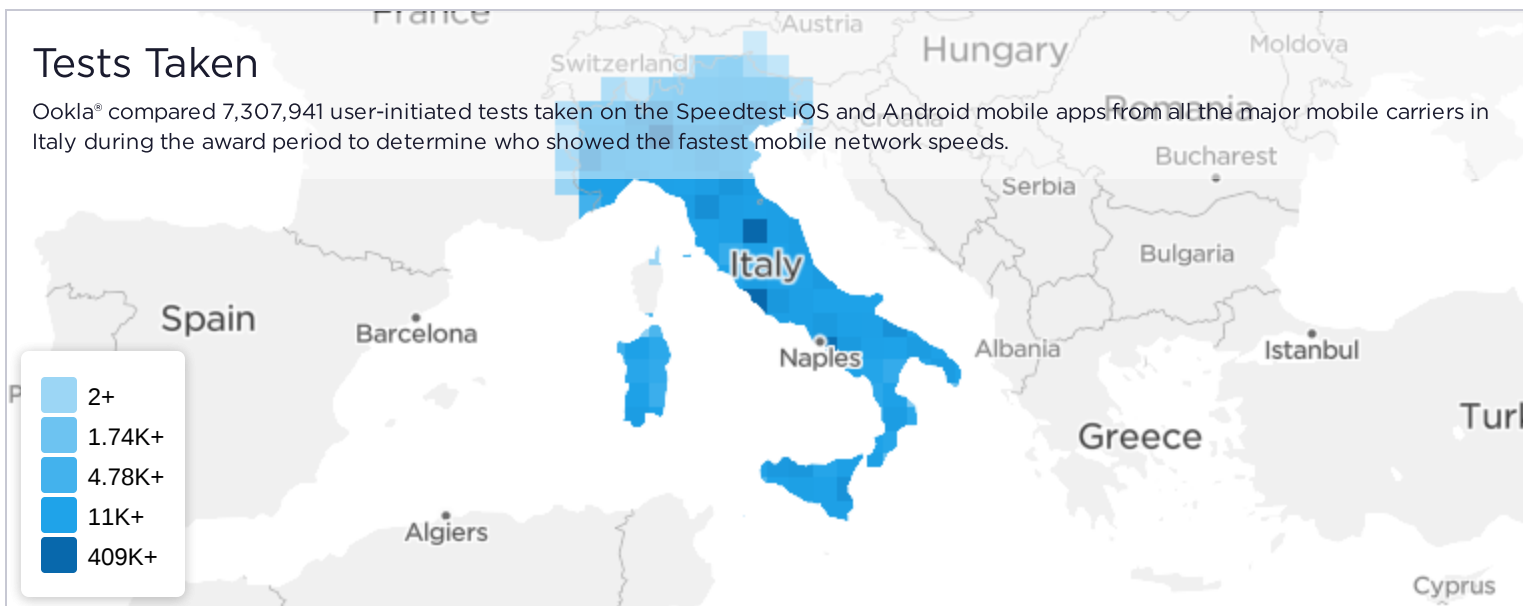 France
Austria
Tests Taken
Switzerland
Hungary
Moldova
Ookla® compared 7,307,941 user-initiated tests taken on the Speedtest iOS and Android mobile apps from all the major mobile carriers in
Romania
Croatia
Italy during the award period to determine who showed the fastest mobile network speeds.
Bucharest
Serbia
Bulgaria
Italy
Spain
Barcelona
Naples
Albania
Istanbul
P
2+
1.74K+
Turk
Greece
4.78K+
11K+
Algiers
409K+
Cyprus